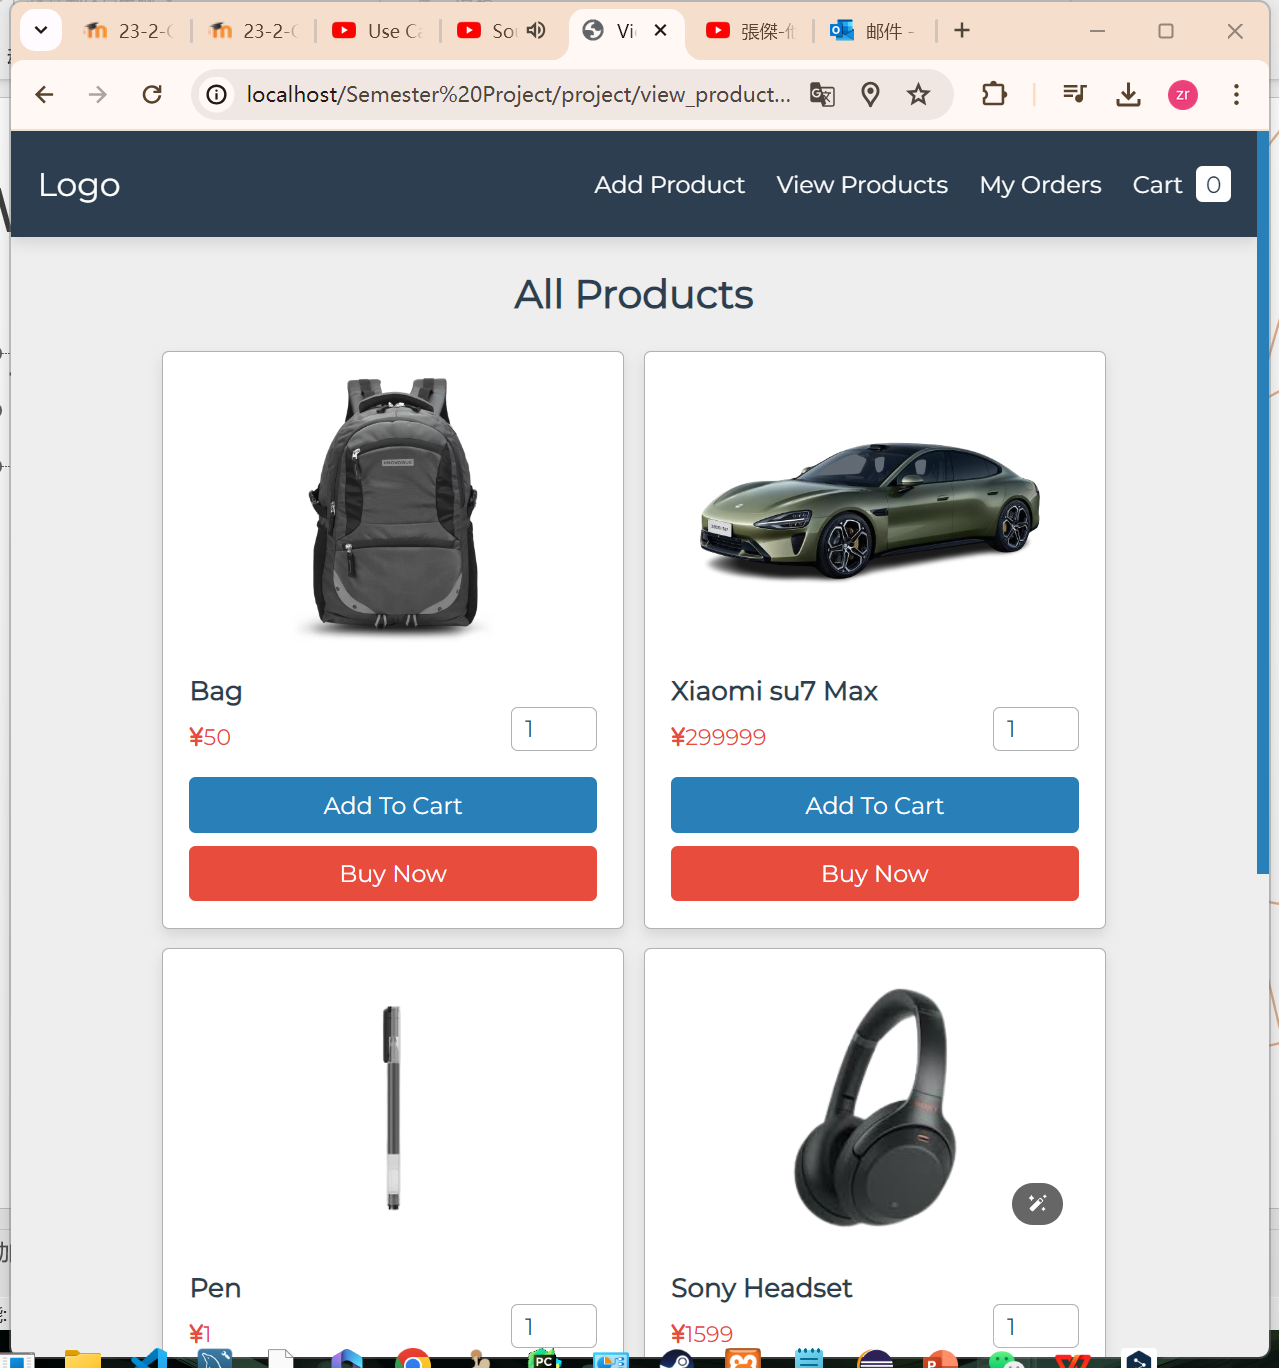 23-2-C
23-2-C
Use Ca
So
Vi
張傑-他
邮件 -
localhost/Semester%20Project/project/view_product...
zr
Logo
Add Product
View Products
My Orders
Cart 0
All Products
Bag
¥50
1
Add To Cart
Buy Now
Xiaomi su7 Max
¥299999
1
Add To Cart
Buy Now
Pen
¥1
1
Sony Headset
¥1599
1